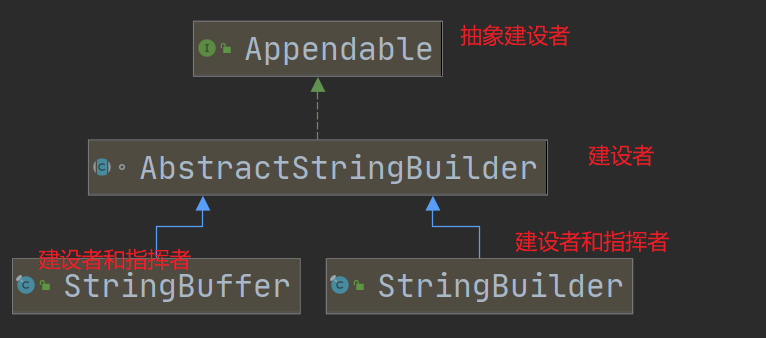 Appendable
抽象建设者
AbstractStringBuilder
建设者
建设者和指挥者
StringBuffer
建设者和指挥者
StringBuilder